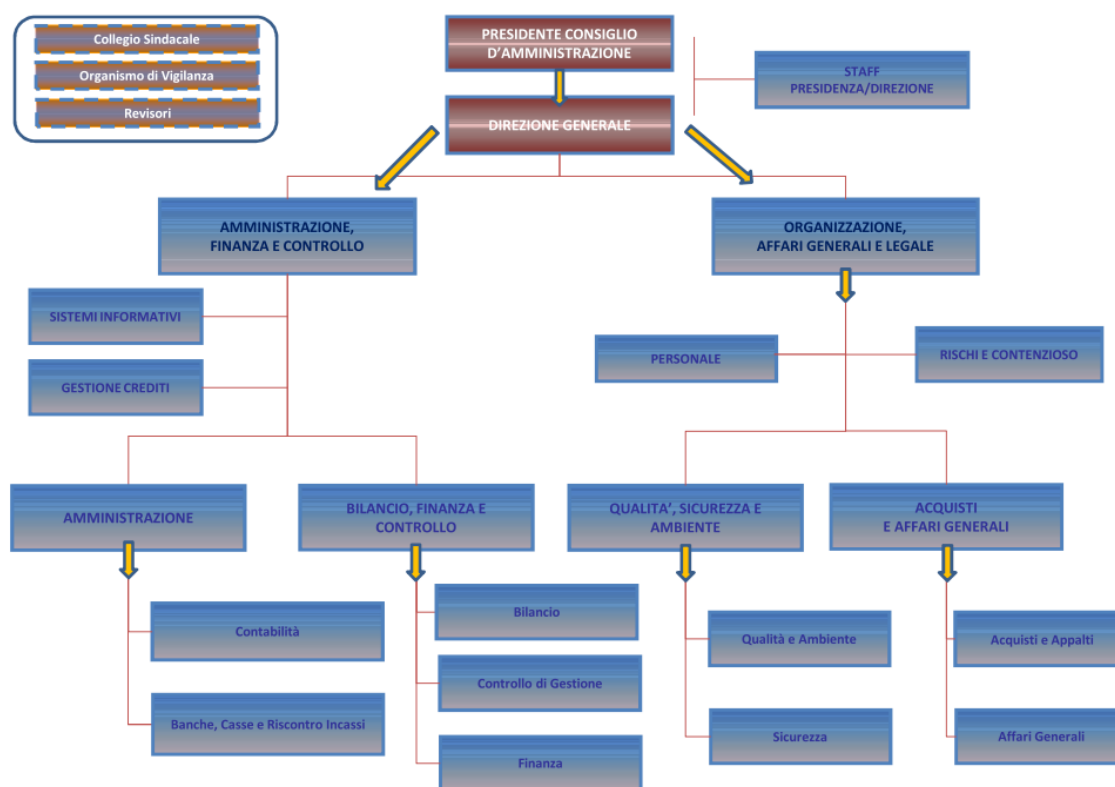 Collegio Sindacale
Organismo di Vigilanza
Revisori
PRESIDENTE CONSIGLIO
D'AMMINISTRAZIONE
STAFF
PRESIDENZA/DIREZIONE
DIREZIONE GENERALE
AMMINISTRAZIONE,
FINANZA E CONTROLLO
ORGANIZZAZIONE,
AFFARI GENERALI E LEGALE
SISTEMI INFORMATIVI
GESTIONE CREDITI
PERSONALE
RISCHI E CONTENZIOSO
AMMINISTRAZIONE
BILANCIO, FINANZA E
CONTROLLO
QUALITA', SICUREZZA E
AMBIENTE
ACQUISTI
E AFFARI GENERALI
Contabilità
Banche, Casse e Riscontro Incassi
Bilancio
Controllo di Gestione
Finanza
Qualità e Ambiente
Sicurezza
Acquisti e Appalti
Affari Generali